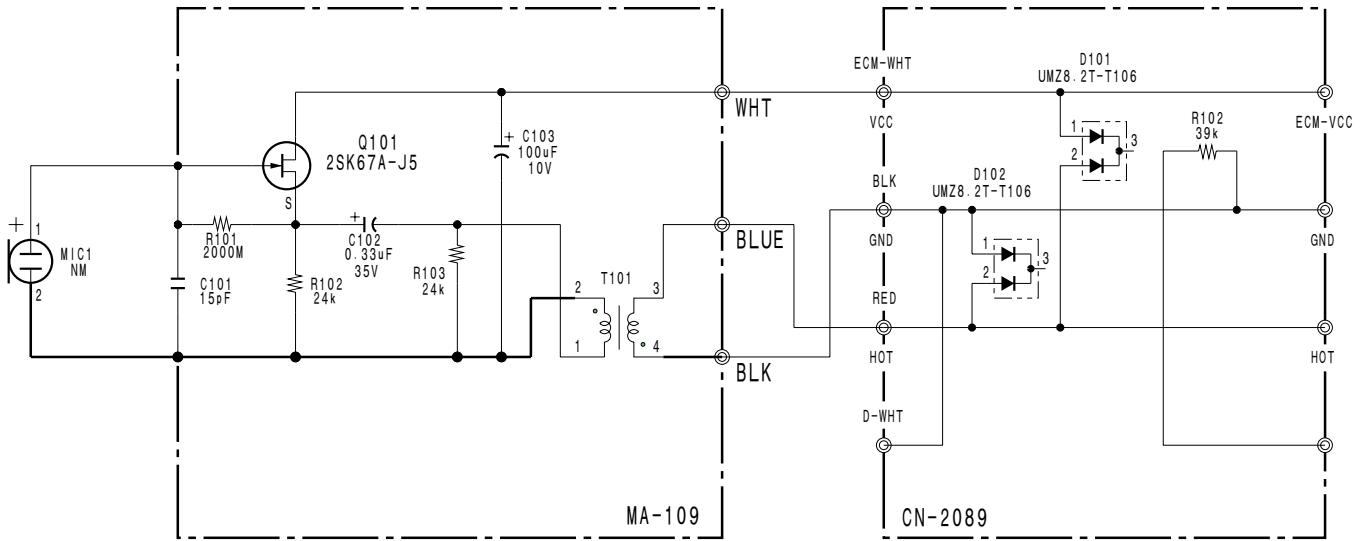 +
1
MIC1
NM
2
Q101
2SK67A-J5
S
R101
2000M
C101
15pF
R102
24k
+
C102
0.33uF
35V
R103
24k
+
C103
100uF
10V
T101
2
3
1
4
WHT
BLUE
BLK
MA-109
ECM-WHT
VCC
BLK
GND
RED
HOT
D-WHT
D101
UMZ8.2T-T106
1
2
3
D102
UMZ8.2T-T106
1
2
3
R102
39k
ECM-VCC
GND
HOT
CN-2089